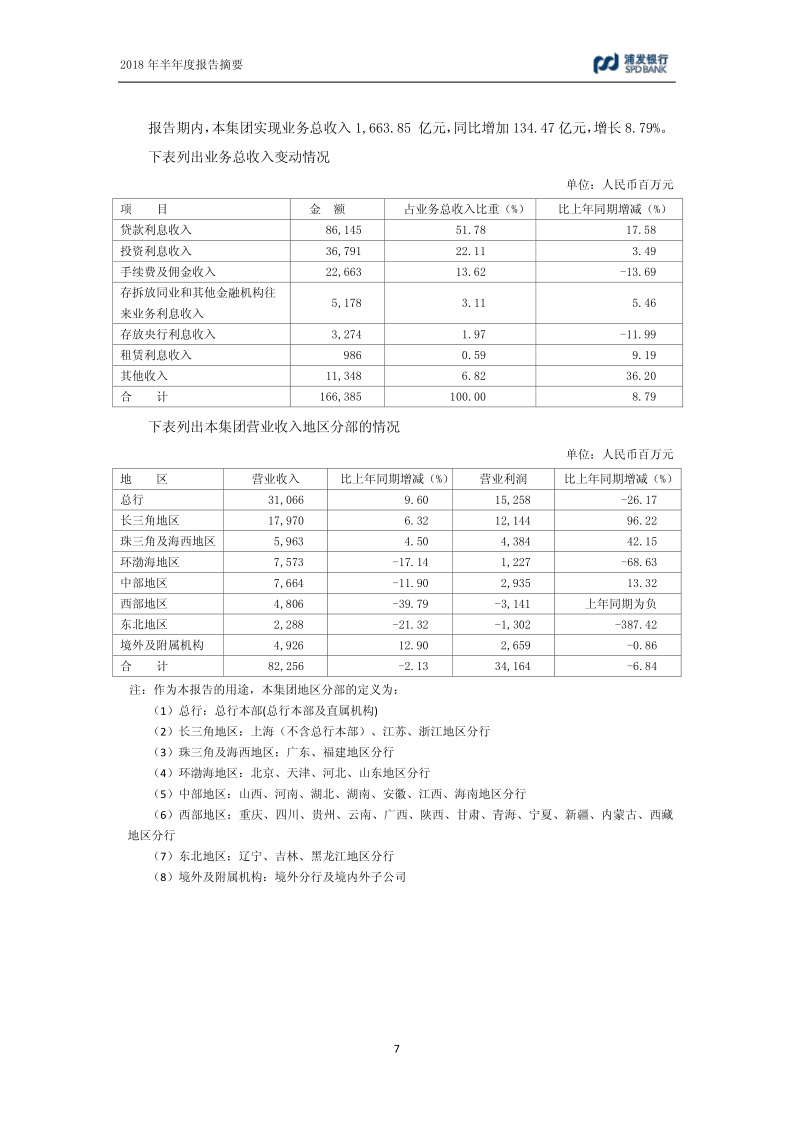 2018 年半年度报告摘要
浦发银行
SPD BANK
报告期内,本集团实现业务总收入 1,663.85 亿元,同比增加 134.47 亿元,增长 8.79%。
下表列出业务总收入变动情况
单位：人民币百万元
项 目 金 额 占业务总收入比重（%） 比上年同期增减（%）
贷款利息收入 86,145 51.78 17.58
投资利息收入 36,791 22.11 3.49
手续费及佣金收入 22,663 13.62 -13.69
存拆放同业和其他金融机构往
来业务利息收入 5,178 3.11 5.46
存放央行利息收入 3,274 1.97 -11.99
租赁利息收入 986 0.59 9.19
其他收入 11,348 6.82 36.20
合 计 166,385 100.00 8.79
下表列出本集团营业收入地区分部的情况
单位：人民币百万元
地 区 营业收入 比上年同期增减（%） 营业利润 比上年同期增减（%）
总行 31,066 9.60 15,258 -26.17
长三角地区 17,970 6.32 12,144 96.22
珠三角及海西地区 5,963 4.50 4,384 42.15
环渤海地区 7,573 -17.14 1,227 -68.63
中部地区 7,664 -11.90 2,935 13.32
西部地区 4,806 -39.79 -3,141 上年同期为负
东北地区 2,288 -21.32 -1,302 -387.42
境外及附属机构 4,926 12.90 2,659 -0.86
合 计 82,256 -2.13 34,164 -6.84
注：作为本报告的用途，本集团地区分部的定义为：
（1）总行：总行本部(总行本部及直属机构)
（2）长三角地区：上海（不含总行本部）、江苏、浙江地区分行
（3）珠三角及海西地区：广东、福建地区分行
（4）环渤海地区：北京、天津、河北、山东地区分行
（5）中部地区：山西、河南、湖北、湖南、安徽、江西、海南地区分行
（6）西部地区：重庆、四川、贵州、云南、广西、陕西、甘肃、青海、宁夏、新疆、内蒙古、西藏
地区分行
（7）东北地区：辽宁、吉林、黑龙江地区分行
（8）境外及附属机构：境外分行及境内外子公司
7